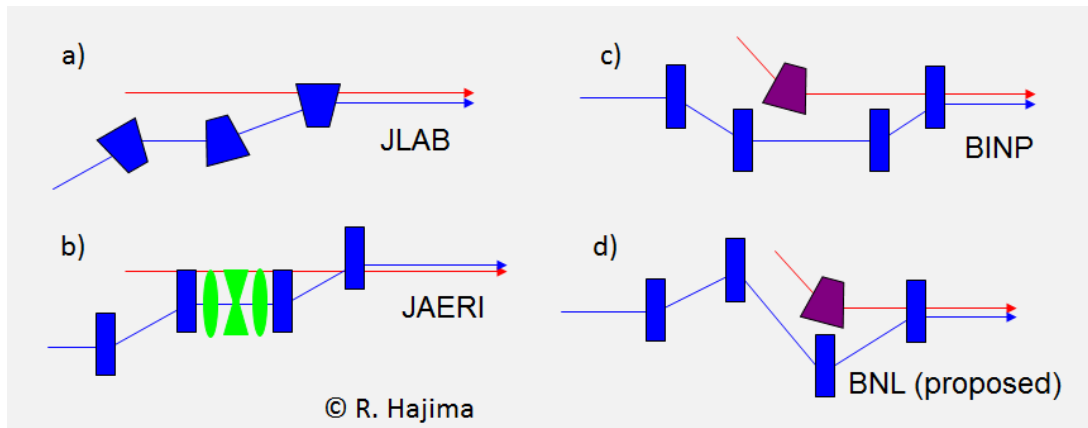 a)
JLAB
b)
JAERI
© R. Hajima
c)
BINP
d)
BNL (proposed)